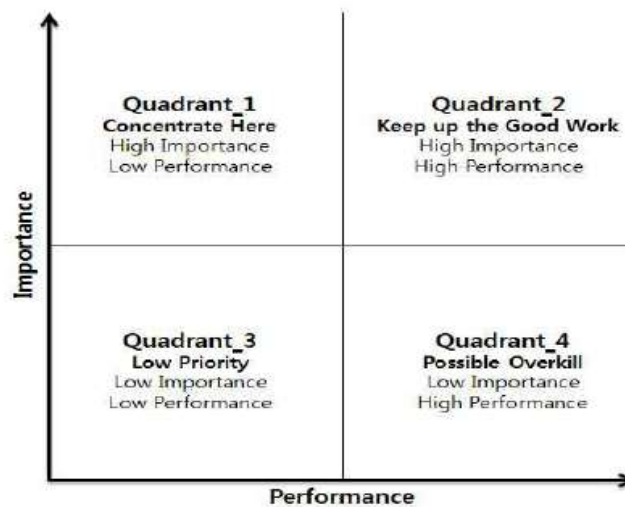 Quadrant_1
Concentrate Here
High Importance
Low Performance
Quadrant_2
Keep up the Good Work
High Importance
High Performance
Importance
Quadrant_3
Low Priority
Low Importance
Low Performance
Quadrant_4
Possible Overkill
Low Importance
High Performance
Performance